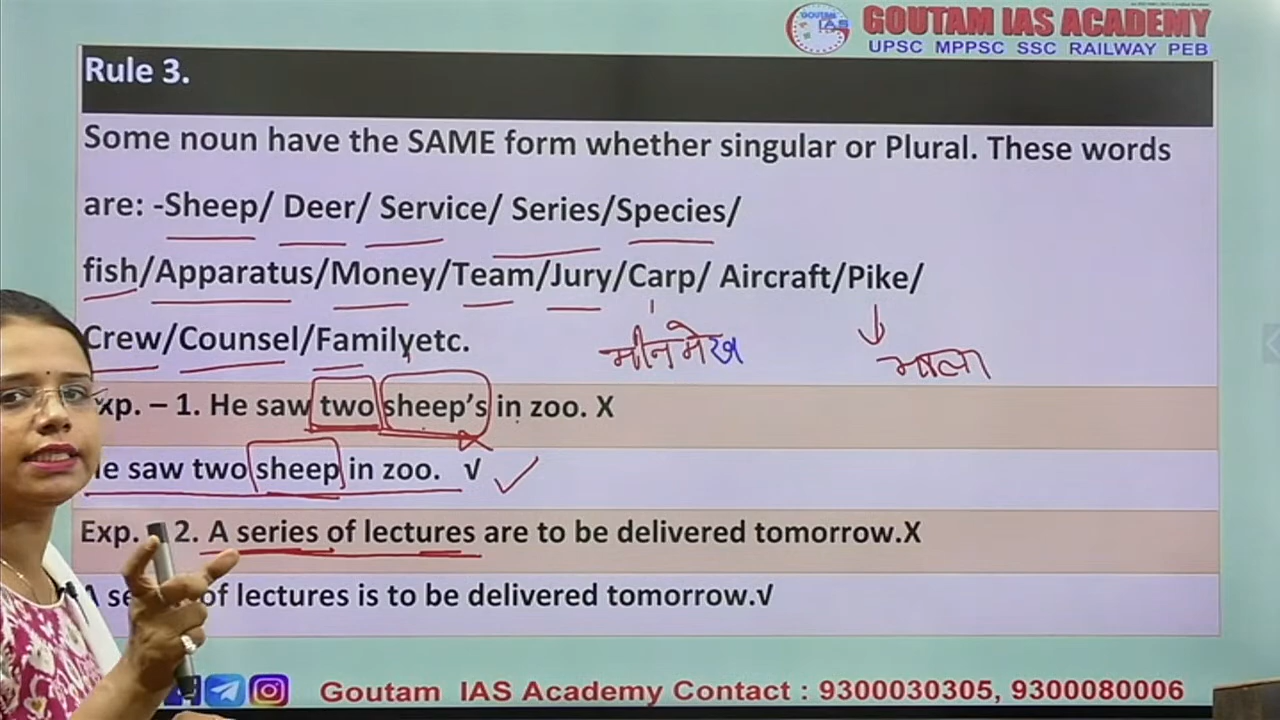 GOUTAM IAS ACADEMY
UPSC MPPSC SSC RAILWAY PEB
Rule 3.
Some noun have the SAME form whether singular or Plural. These words
are: -Sheep/ Deer/ Service/ Series/Species/
fish/Apparatus/Money/Team/Jury/Carp/ Aircraft/Pike/
Crew/Counsel/Familyetc.
मीनमेख भाला
xp. – 1. He saw two sheep's in zoo. X
He saw two sheep in zoo. √
Exp. 2. A series of lectures are to be delivered tomorrow.X
of lectures is to be delivered tomorrow.√
Goutam IAS Academy Contact : 9300030305, 9300080006